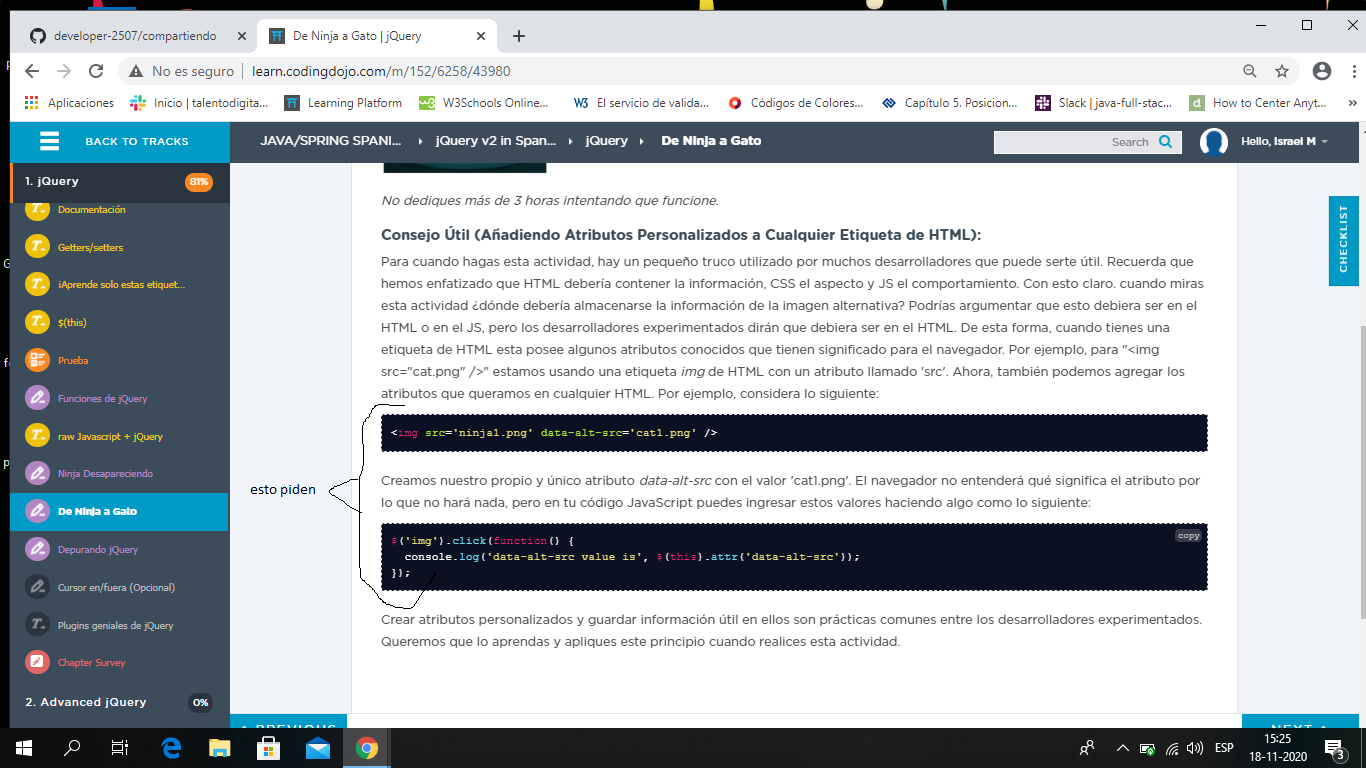 developer-2507/compartiendo
De Ninja a Gato | jQuery
No es seguro
learn.codingdojo.com/m/152/6258/43980
Aplicaciones
Inicio | talentodigita...
Learning Platform
W3Schools Online...
El servicio de valida...
Códigos de Colores...
Capítulo 5. Posicion...
Slack | java-full-stac...
How to Center Anyt...
»
BACK TO TRACKS
JAVA/SPRING SPANI...
jQuery v2 in Span...
jQuery
De Ninja a Gato
Search
Hello, Israel M
1. jQuery
81%
Documentación
Getters/setters
¡Aprende solo estas etiquet...
$(this)
Prueba
Funciones de jQuery
raw Javascript + jQuery
Ninja Desapareciendo
De Ninja a Gato
Depurando jQuery
Cursor en/fuera (Opcional)
Plugins geniales de jQuery
Chapter Survey
2. Advanced jQuery
0%
No dediques más de 3 horas intentando que funcione.
Consejo Útil (Añadiendo Atributos Personalizados a Cualquier Etiqueta de HTML):
Para cuando hagas esta actividad, hay un pequeño truco utilizado por muchos desarrolladores que puede serte útil. Recuerda que
hemos enfatizado que HTML debería contener la información, CSS el aspecto y JS el comportamiento. Con esto claro. cuando miras
esta actividad ¿dónde debería almacenarse la información de la imagen alternativa? Podrías argumentar que esto debiera ser en el
HTML o en el JS, pero los desarrolladores experimentados dirán que debiera ser en el HTML. De esta forma, cuando tienes una
etiqueta de HTML esta posee algunos atributos conocidos que tienen significado para el navegador. Por ejemplo, para "<img
src="cat.png" />" estamos usando una etiqueta img de HTML con un atributo llamado 'src'. Ahora, también podemos agregar los
atributos que queramos en cualquier HTML. Por ejemplo, considera lo siguiente:
<img src='ninja1.png' data-alt-src='cat1.png' />
esto piden
Creamos nuestro propio y único atributo data-alt-src con el valor 'cat1.png'. El navegador no entenderá qué significa el atributo por
lo que no hará nada, pero en tu código JavaScript puedes ingresar estos valores haciendo algo como lo siguiente:
copy
$('img').click(function() {
console.log('data-alt-src value is', $(this).attr('data-alt-src'));
});
Crear atributos personalizados y guardar información útil en ellos son prácticas comunes entre los desarrolladores experimentados.
Queremos que lo aprendas y apliques este principio cuando realices esta actividad.
CHECKLIST
PREVIOUS
NEXT
ESP
15:25
18-11-2020
3